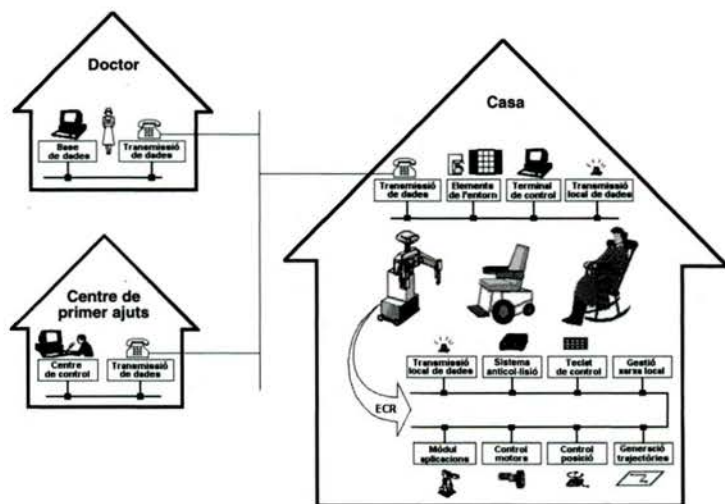 Doctor
Base
de dades
Transmissió
de dades
Centre de
primer ajuts
Centre
de control
Transmissió
de dades
Casa
Transmissió
de dades
Elements
de l'entorn
Terminal
de control
Transmissió
local de dades
Transmissió
local de dades
Sistema
anticol·lisió
Teclat
de control
Gestió
xarxa local
ECR
Mòdul
aplicacions
Control
motors
Control
posició
Generació
trajectòries